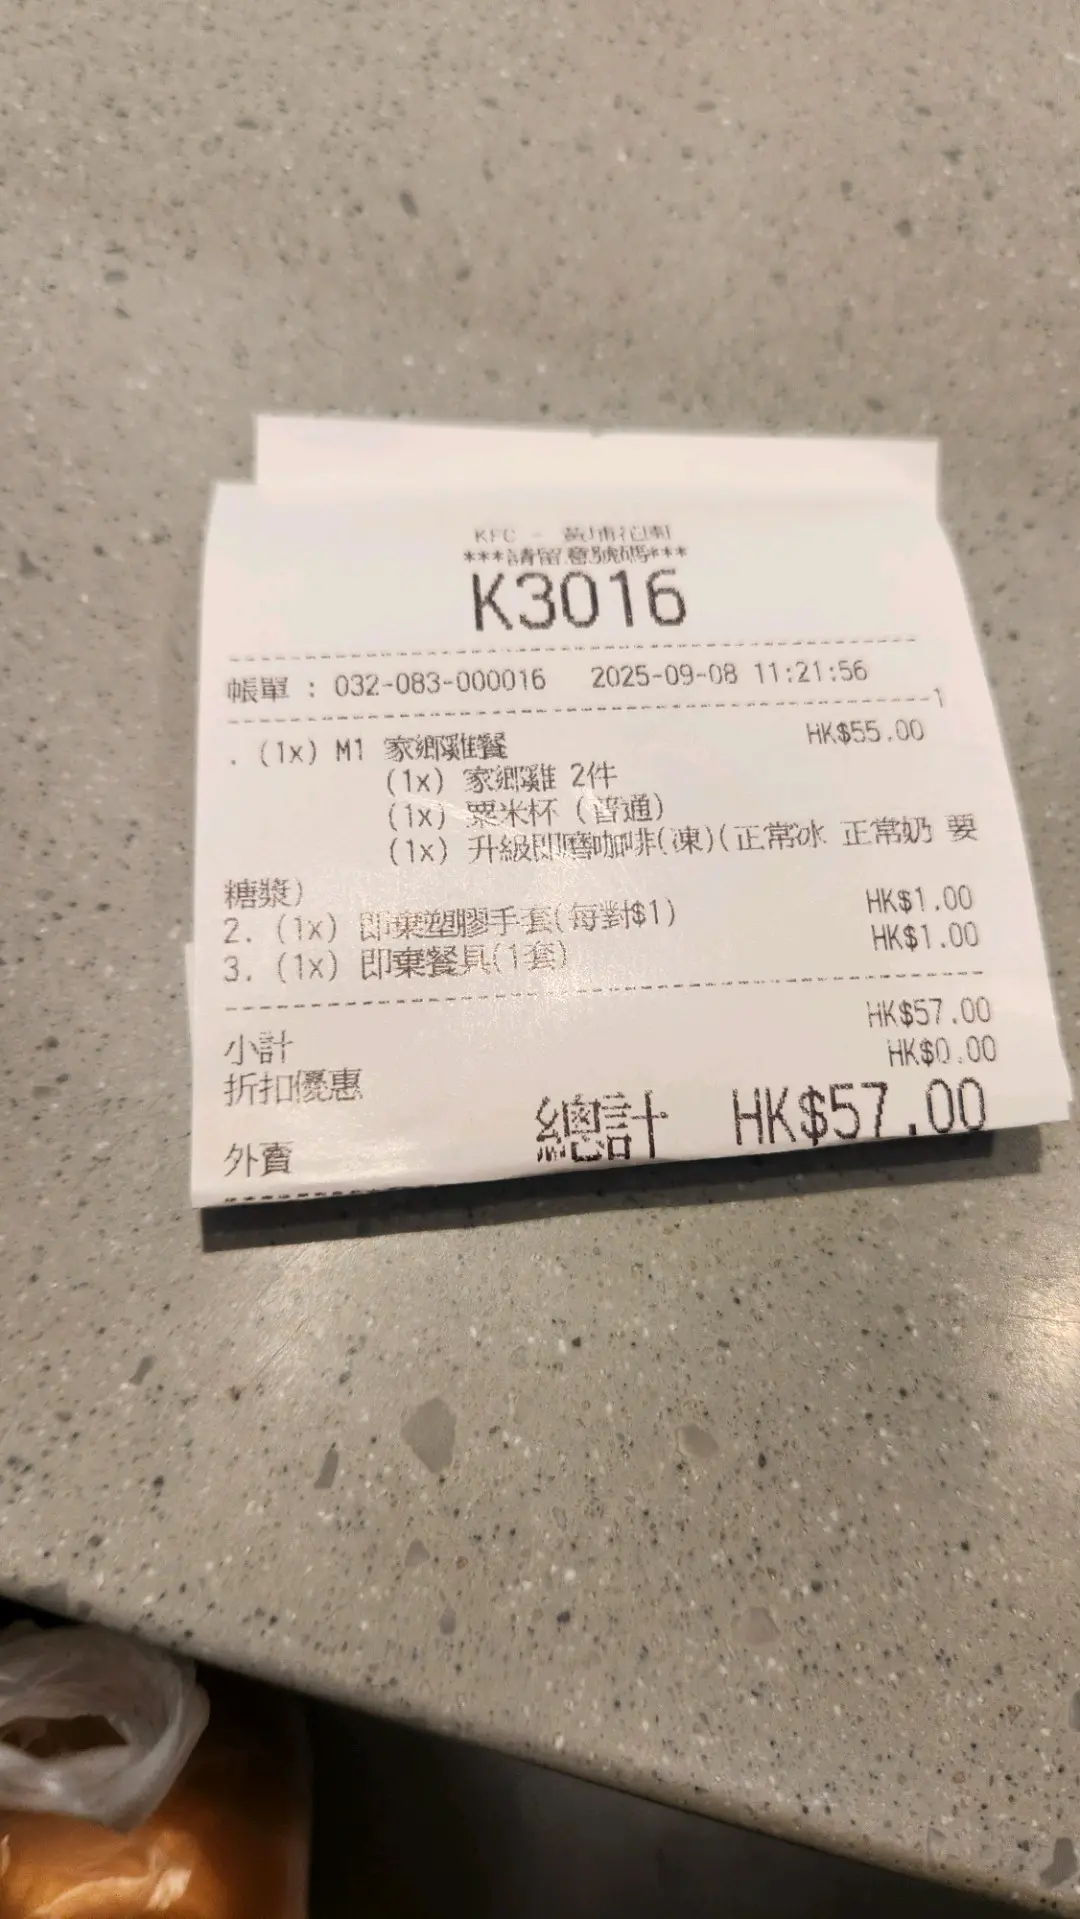 KFC - 黃埔花園
***請留意號碼***
K3016
帳單 : 032-083-000016 2025-09-08 11:21:56
1
. (1x) M1 家鄉雞餐 HK$55.00
(1x) 家鄉雞 2件
(1x) 粟米杯 (普通)
(1x) 升級即磨咖啡(凍)(正常冰 正常奶 要
糖漿)
2. (1x) 即棄塑膠手套(每對$1) HK$1.00
3. (1x) 即棄餐具(1套) HK$1.00
小計 HK$57.00
折扣優惠 HK$0.00
總計 HK$57.00
外賣